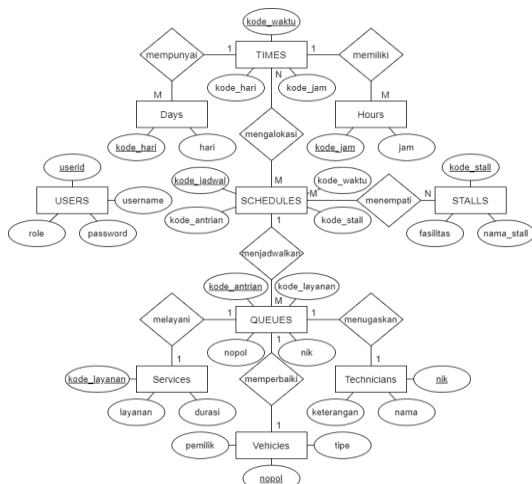 kode_waktu
mempunyai
1
TIMES
1
memiliki
kode_hari
N
kode_jam
M
M
Days
Hours
kode_hari
hari
mengalokasi
kode_jam
jam
userid
kode_jadwal
M
kode_waktu
kode_stall
USERS
username
SCHEDULES
M
menempati
N
STALLS
role
password
kode_antrian
1
kode_stall
fasilitas
nama_stall
menjadwalkan
kode_antrian
kode_layanan
M
melayani
1
QUEUES
1
menugaskan
nopol
1
nik
1
1
kode_layanan
Services
memperbaiki
Technicians
nik
layanan
durasi
keterangan
nama
1
pemilik
Vehicles
tipe
nopol